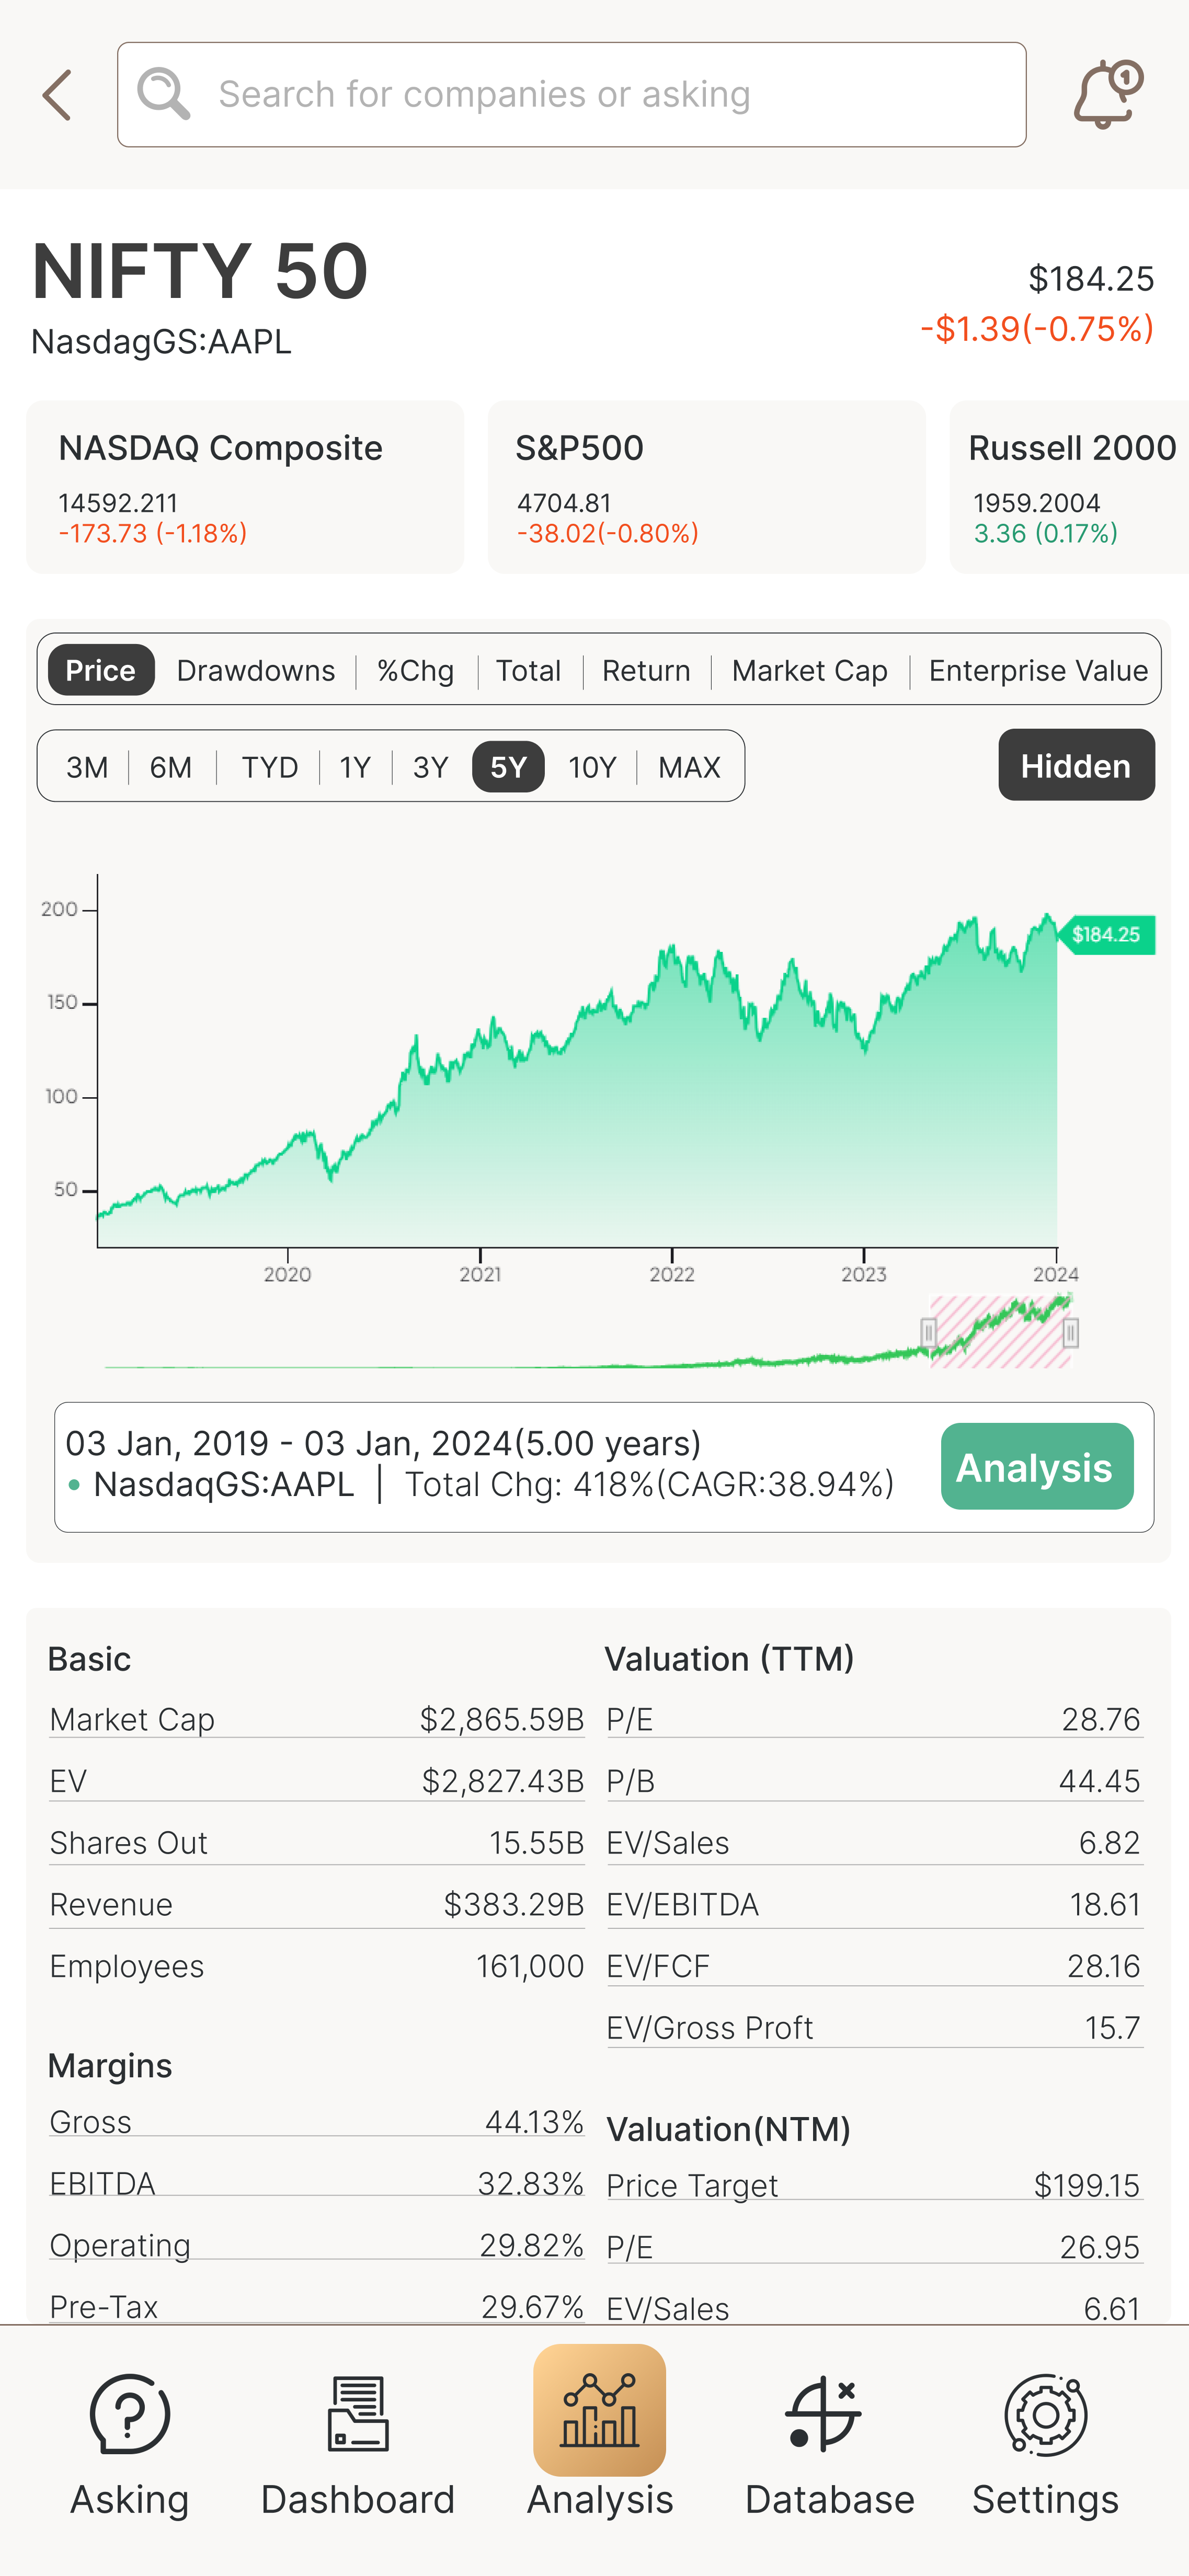 Search for companies or asking
1
NIFTY 50
NasdagGS:AAPL
$184.25
-$1.39(-0.75%)
NASDAQ Composite
14592.211
-173.73 (-1.18%)
S&P500
4704.81
-38.02(-0.80%)
Russell 2000
1959.2004
3.36 (0.17%)
Price Drawdowns %Chg Total Return Market Cap Enterprise Value
3M 6M TYD 1Y 3Y 5Y 10Y MAX
Hidden
200
150
100
50
$184.25
2020 2021 2022 2023 2024
03 Jan, 2019 - 03 Jan, 2024(5.00 years)
• NasdaqGS:AAPL | Total Chg: 418%(CAGR:38.94%)
Analysis
Basic
Market Cap $2,865.59B
EV $2,827.43B
Shares Out 15.55B
Revenue $383.29B
Employees 161,000
Margins
Gross 44.13%
EBITDA 32.83%
Operating 29.82%
Pre-Tax 29.67%
Valuation (TTM)
P/E 28.76
P/B 44.45
EV/Sales 6.82
EV/EBITDA 18.61
EV/FCF 28.16
EV/Gross Proft 15.7
Valuation(NTM)
Price Target $199.15
P/E 26.95
EV/Sales 6.61
Asking Dashboard Analysis Database Settings